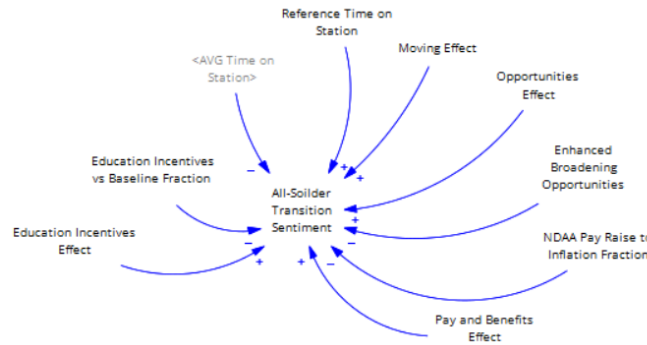 Reference Time on
Station
Moving Effect
<AVG Time on
Station>
Opportunities
Effect
Education Incentives
vs Baseline Fraction
Enhanced
Broadening
Opportunities
All-Soilder
Transition
Sentiment
Education Incentives
Effect
NDAA Pay Raise to
Inflation Fraction
Pay and Benefits
Effect